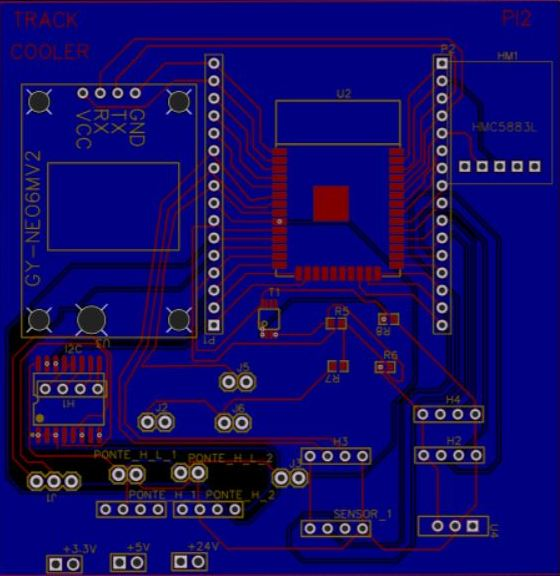 TRACK
COOLER
PI2
P2
HM1
U2
HMC5883L
GND
TX
RX
VCC
GY-NEO6MV2
T1
P1
R5
R8
U3
I2C
R7
R6
H1
J5
J2
J6
H4
PONTE_H_L_1
PONTE_H_L_2
J3
H3
H2
J1
PONTE_H_1
PONTE_H_2
SENSOR_1
U4
+3.3V
+5V
+24V